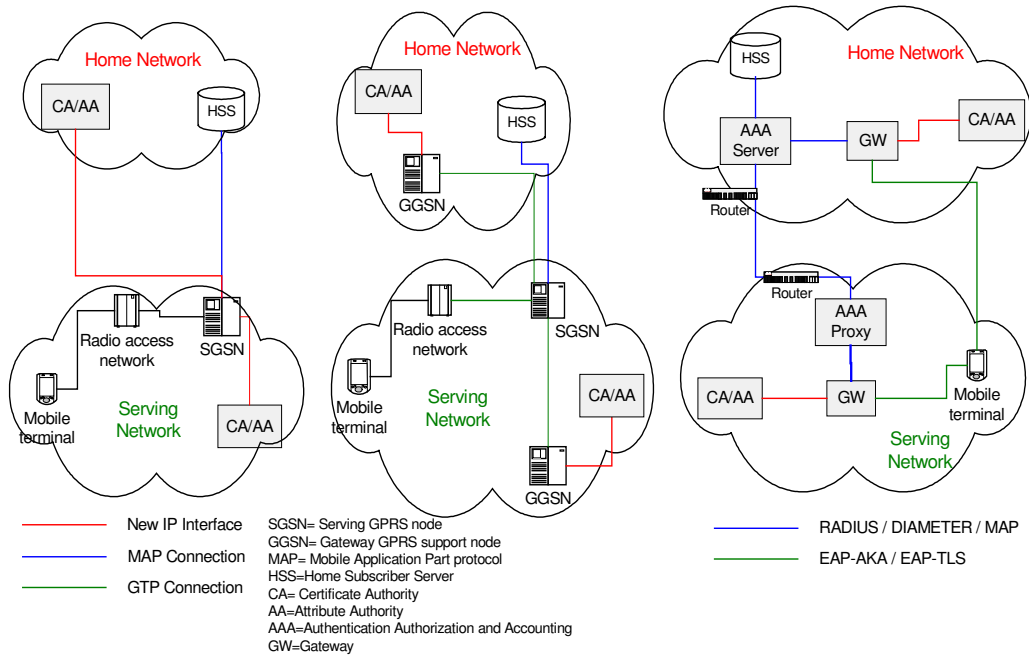 Home Network
CA/AA
HSS
Radio access
network
SGSN
Mobile
terminal
Serving
Network
CA/AA
Home Network
CA/AA
HSS
GGSN
Radio access
network
SGSN
Mobile
terminal
Serving
Network
CA/AA
GGSN
HSS
Home Network
AAA
Server
GW
CA/AA
Router
Router
AAA
Proxy
CA/AA
GW
Mobile
terminal
Serving
Network
New IP Interface
MAP Connection
GTP Connection
SGSN= Serving GPRS node
GGSN= Gateway GPRS support node
MAP= Mobile Application Part protocol
HSS=Home Subscriber Server
CA= Certificate Authority
AA=Attribute Authority
AAA=Authentication Authorization and Accounting
GW=Gateway
RADIUS / DIAMETER / MAP
EAP-AKA / EAP-TLS